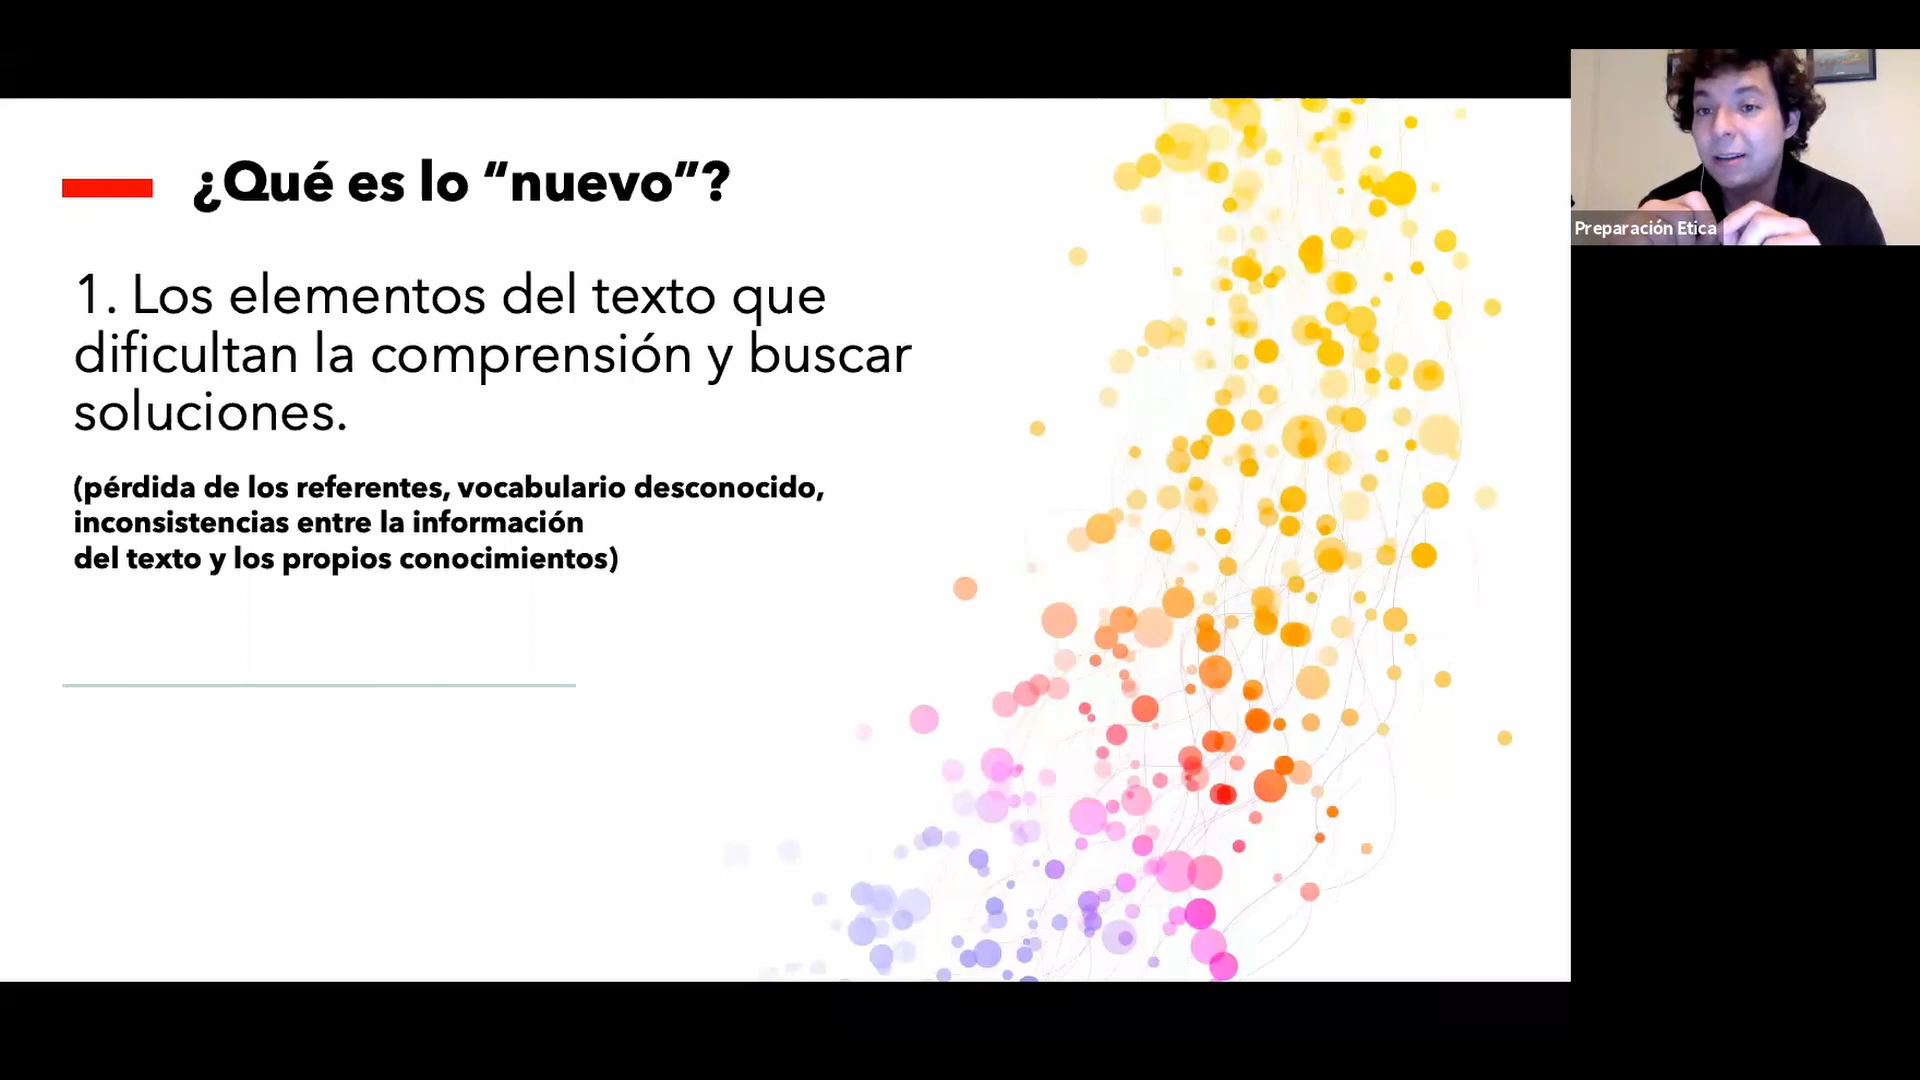 ¿Qué es lo “nuevo”?
1. Los elementos del texto que
dificultan la comprensión y buscar
soluciones.
(pérdida de los referentes, vocabulario desconocido,
inconsistencias entre la información
del texto y los propios conocimientos)
Preparación Etica